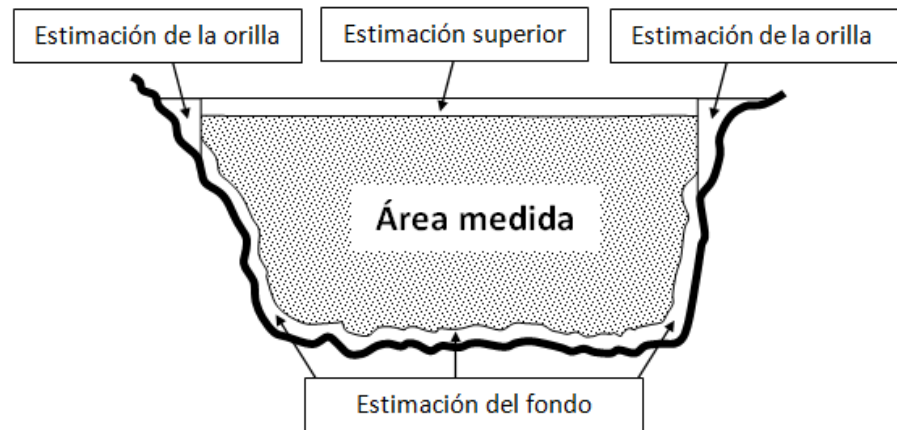 Estimación de la orilla
Estimación superior
Estimación de la orilla
Área medida
Estimación del fondo